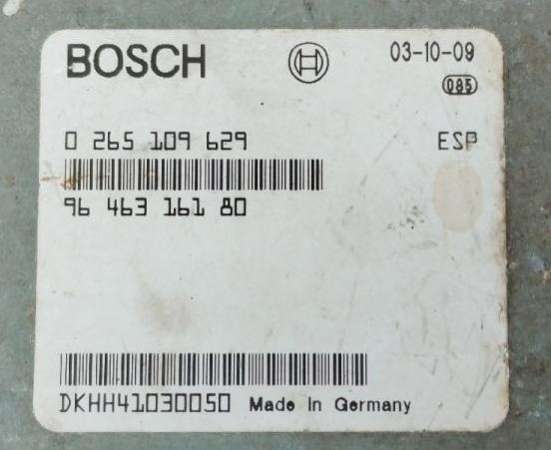 BOSCH 03-10-09
085
0 265 109 629 ESP
96 463 161 80
DKHH41030050 Made in Germany